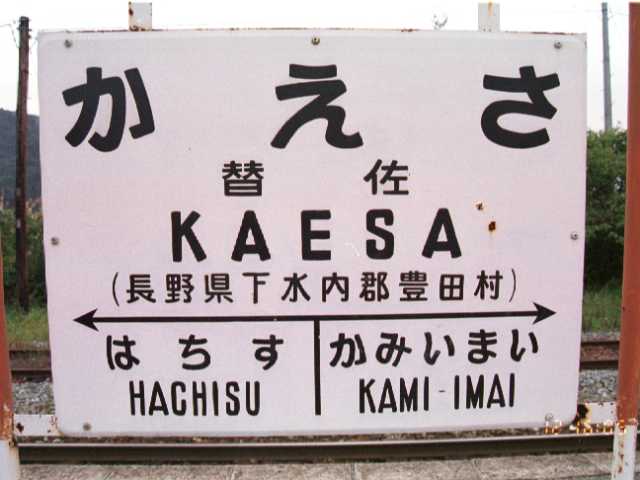 かえさ
替佐
KAESA
(長野県下水内郡豊田村)
はちす かみいまい
HACHISU KAMI-IMAI